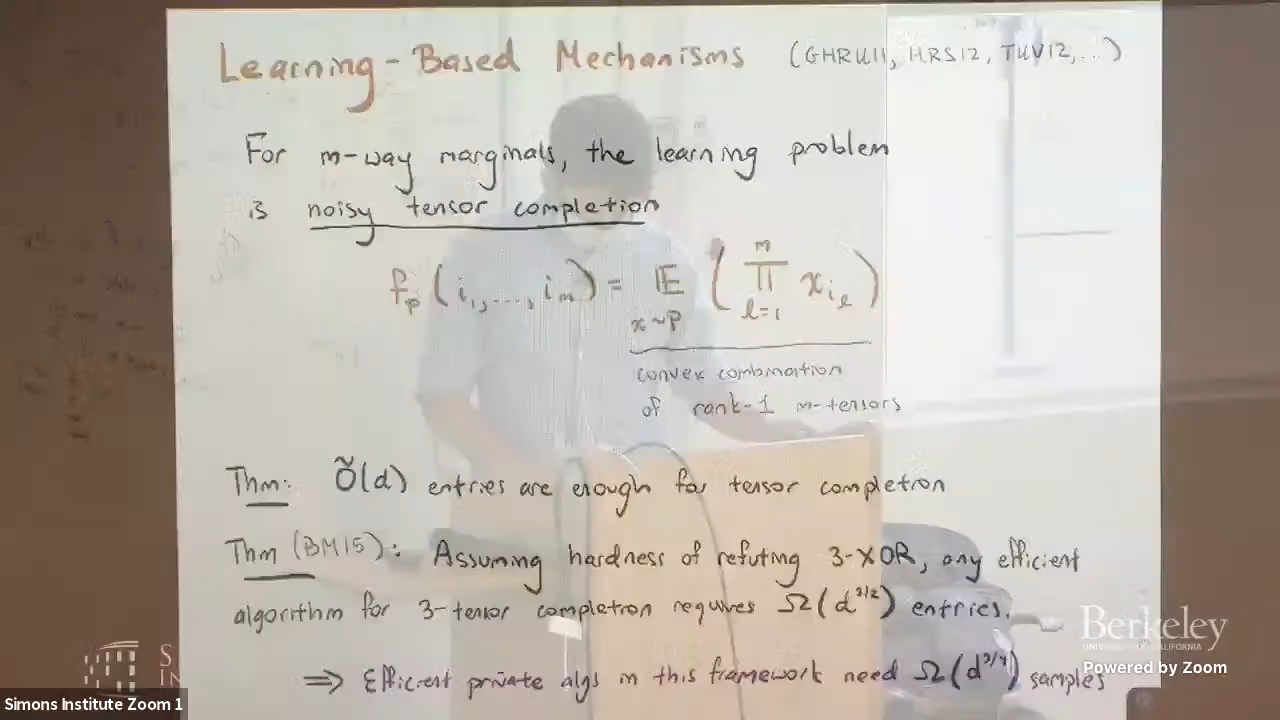 Learning-Based Mechanisms (GHRU11, HRS12, TUV12,...)
For m-way marginals, the learning problem
is noisy tensor completion
f_p(i_1,...,i_m) = 𝔼_{x~p} (∏_{l=1}^{m} x_{i_l})
convex combination
of rank-1 m-tensors
Thm: Õ(d) entries are enough for tensor completion
Thm (BM15): Assuming hardness of refuting 3-XOR, any efficient
algorithm for 3-tensor completion requires Ω(d^{3/2}) entries.
⇒ Efficient private algs in this framework need Ω(d^{3/4}) samples
Berkeley
UNIVERSITY OF CALIFORNIA
Powered by Zoom
Simons Institute Zoom 1